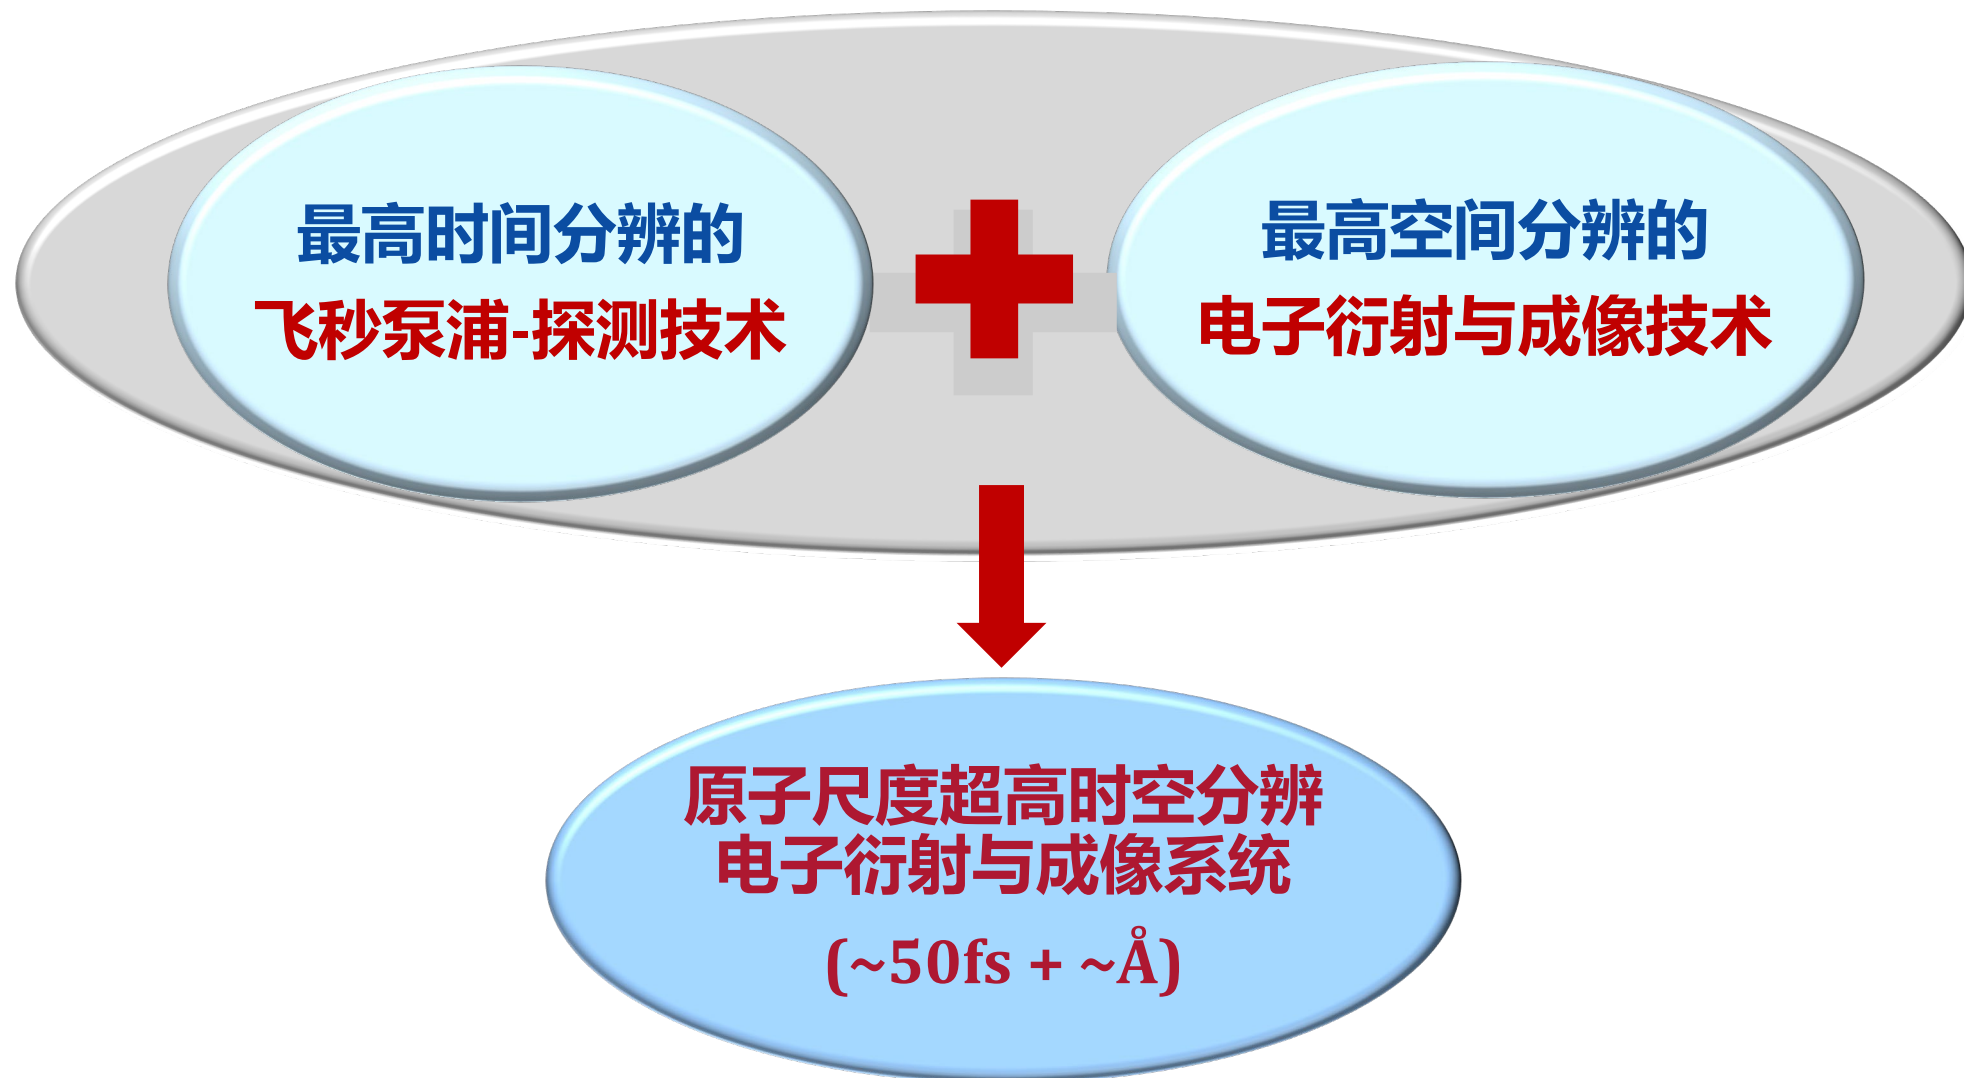 最高时间分辨的
飞秒泵浦-探测技术
最高空间分辨的
电子衍射与成像技术
原子尺度超高时空分辨
电子衍射与成像系统
(~50fs + ~Å)